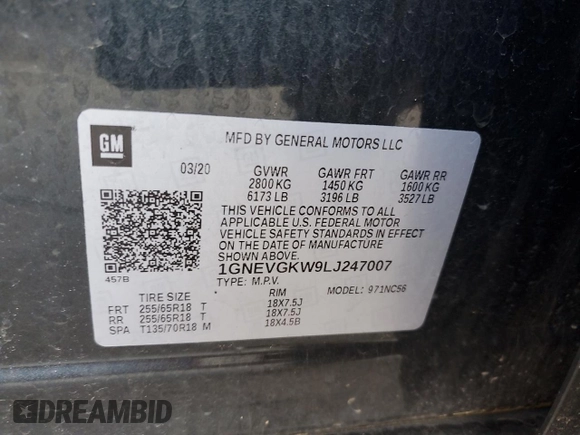 GM
MFD BY GENERAL MOTORS LLC
03/20 GVWR GAWR FRT GAWR RR
2800 KG 1450 KG 1600 KG
6173 LB 3196 LB 3527 LB
THIS VEHICLE CONFORMS TO ALL
APPLICABLE U.S. FEDERAL MOTOR
VEHICLE SAFETY STANDARDS IN EFFECT
ON THE DATE OF MANUFACTURE
SHOWN ABOVE.
457B
1GNEVGKW9LJ247007
TYPE: M.P.V. MODEL: 971NC56
TIRE SIZE RIM
FRT 255/65R18 T 18X7.5J
RR 255/65R18 T 18X7.5J
SPA T135/70R18 M 18X4.5B
DREAMBID